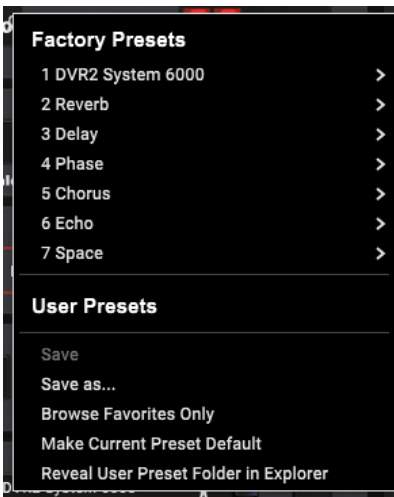 Factory Presets
1 DVR2 System 6000
2 Reverb
3 Delay
4 Phase
5 Chorus
6 Echo
7 Space
User Presets
Save
Save as...
Browse Favorites Only
Make Current Preset Default
Reveal User Preset Folder in Explorer